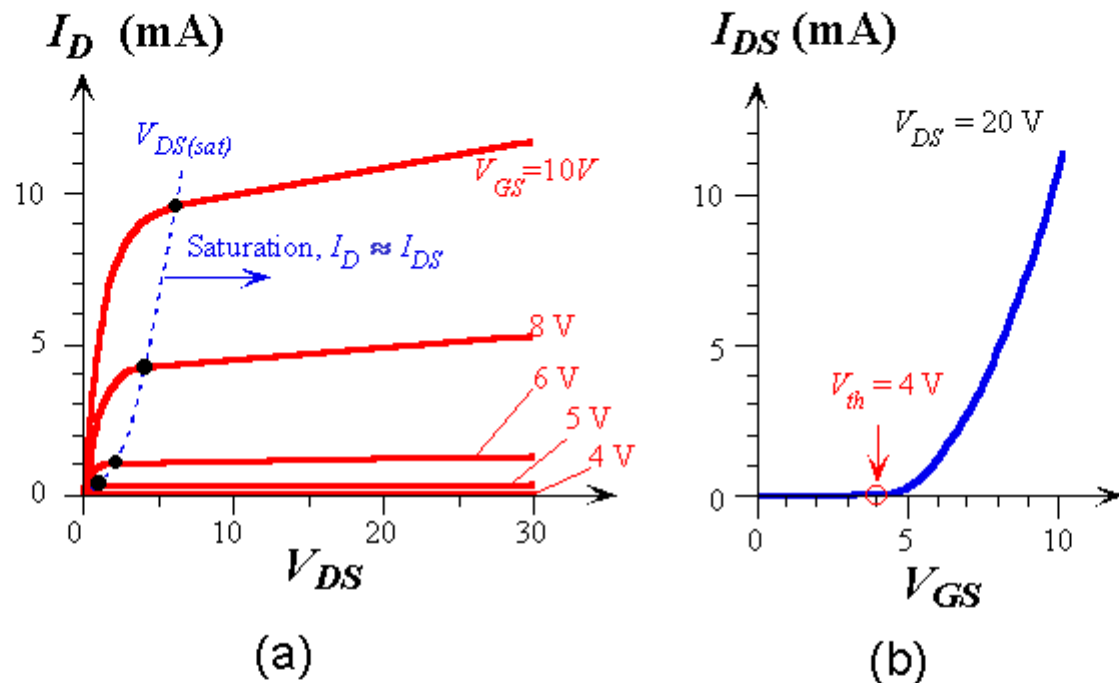 I_D (mA)
V_DS(sat)
V_GS=10V
10
Saturation, I_D ≈ I_DS
8 V
5
6 V
5 V
4 V
0
0
10
20
30
V_DS
(a)
I_DS (mA)
V_DS = 20 V
10
5
V_th = 4 V
0
0
5
10
V_GS
(b)